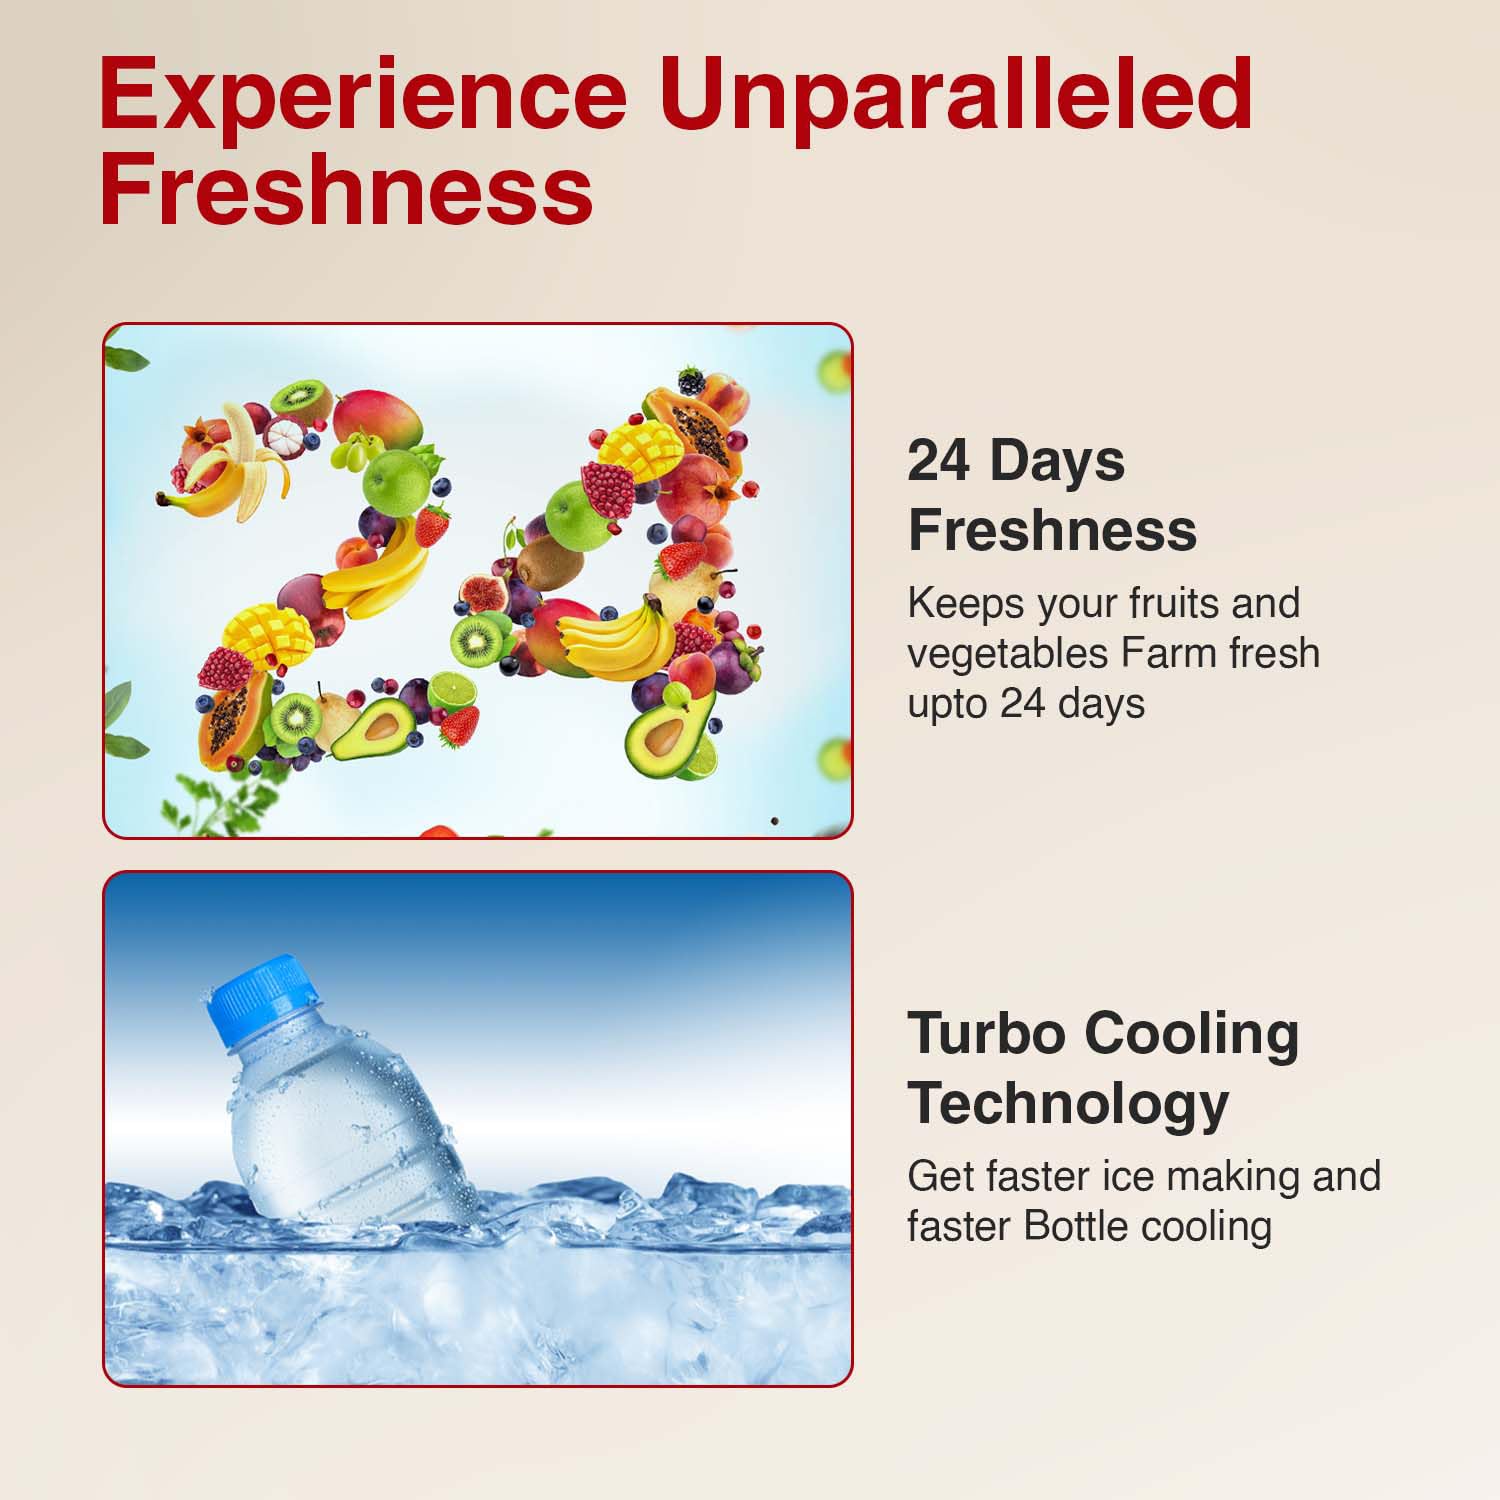 Experience Unparalleled
Freshness
24
24 Days
Freshness
Keeps your fruits and
vegetables Farm fresh
upto 24 days
Turbo Cooling
Technology
Get faster ice making and
faster Bottle cooling